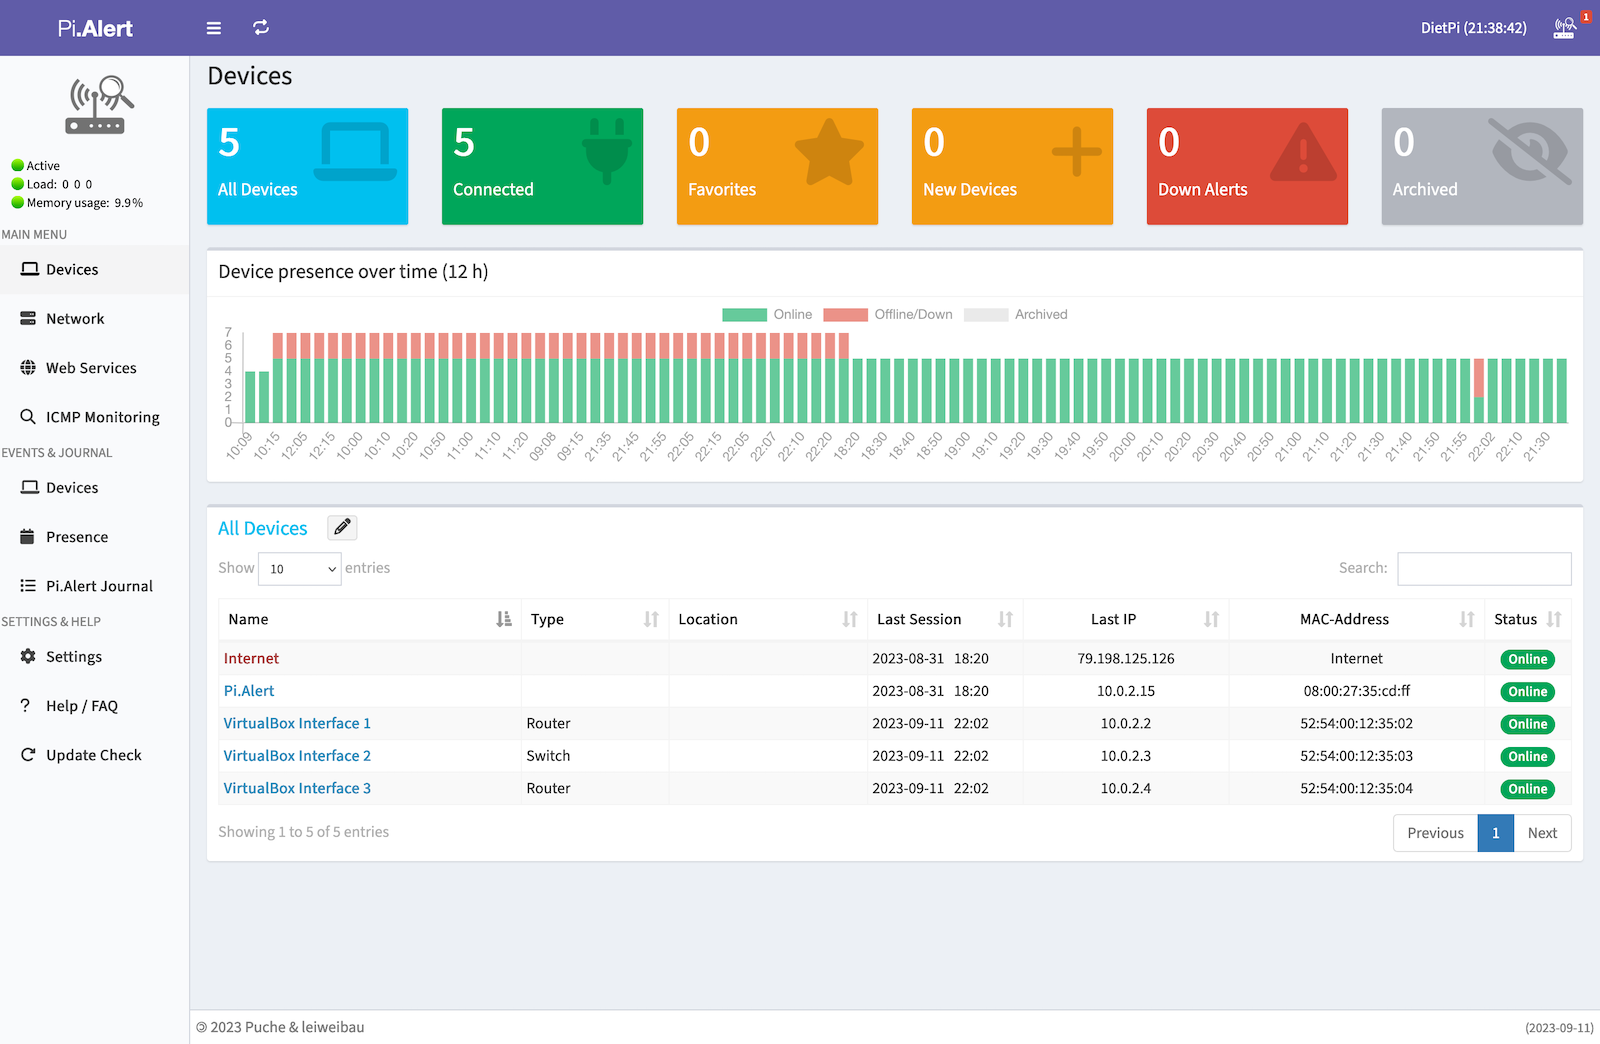 Pi.Alert
DietPi (21:38:42)
1
Active
Load: 0 0 0
Memory usage: 9.9%
MAIN MENU
Devices
Network
Web Services
ICMP Monitoring
EVENTS & JOURNAL
Devices
Presence
Pi.Alert Journal
SETTINGS & HELP
Settings
Help / FAQ
Update Check
Devices
5
All Devices
5
Connected
0
Favorites
0
New Devices
0
Down Alerts
0
Archived
Device presence over time (12 h)
Online Offline/Down Archived
7
6
5
4
3
2
1
0
10:09 10:15 12:05 12:15 10:00 10:10 10:20 10:50 11:00 11:10 11:20 09:08 09:15 21:35 21:45 21:55 22:05 22:15 22:05 22:07 22:10 22:20 18:20 18:30 18:40 18:50 19:00 19:10 19:20 19:30 19:40 19:50 20:00 20:10 20:20 20:30 20:40 20:50 21:00 21:10 21:20 21:30 21:40 21:50 21:55 22:02 22:10 21:30
All Devices
Show 10 entries
Search:
Name Type Location Last Session Last IP MAC-Address Status
Internet 2023-08-31 18:20 79.198.125.126 Internet Online
Pi.Alert 2023-08-31 18:20 10.0.2.15 08:00:27:35:cd:ff Online
VirtualBox Interface 1 Router 2023-09-11 22:02 10.0.2.2 52:54:00:12:35:02 Online
VirtualBox Interface 2 Switch 2023-09-11 22:02 10.0.2.3 52:54:00:12:35:03 Online
VirtualBox Interface 3 Router 2023-09-11 22:02 10.0.2.4 52:54:00:12:35:04 Online
Showing 1 to 5 of 5 entries
Previous 1 Next
🄯 2023 Puche & leiweibau
(2023-09-11)